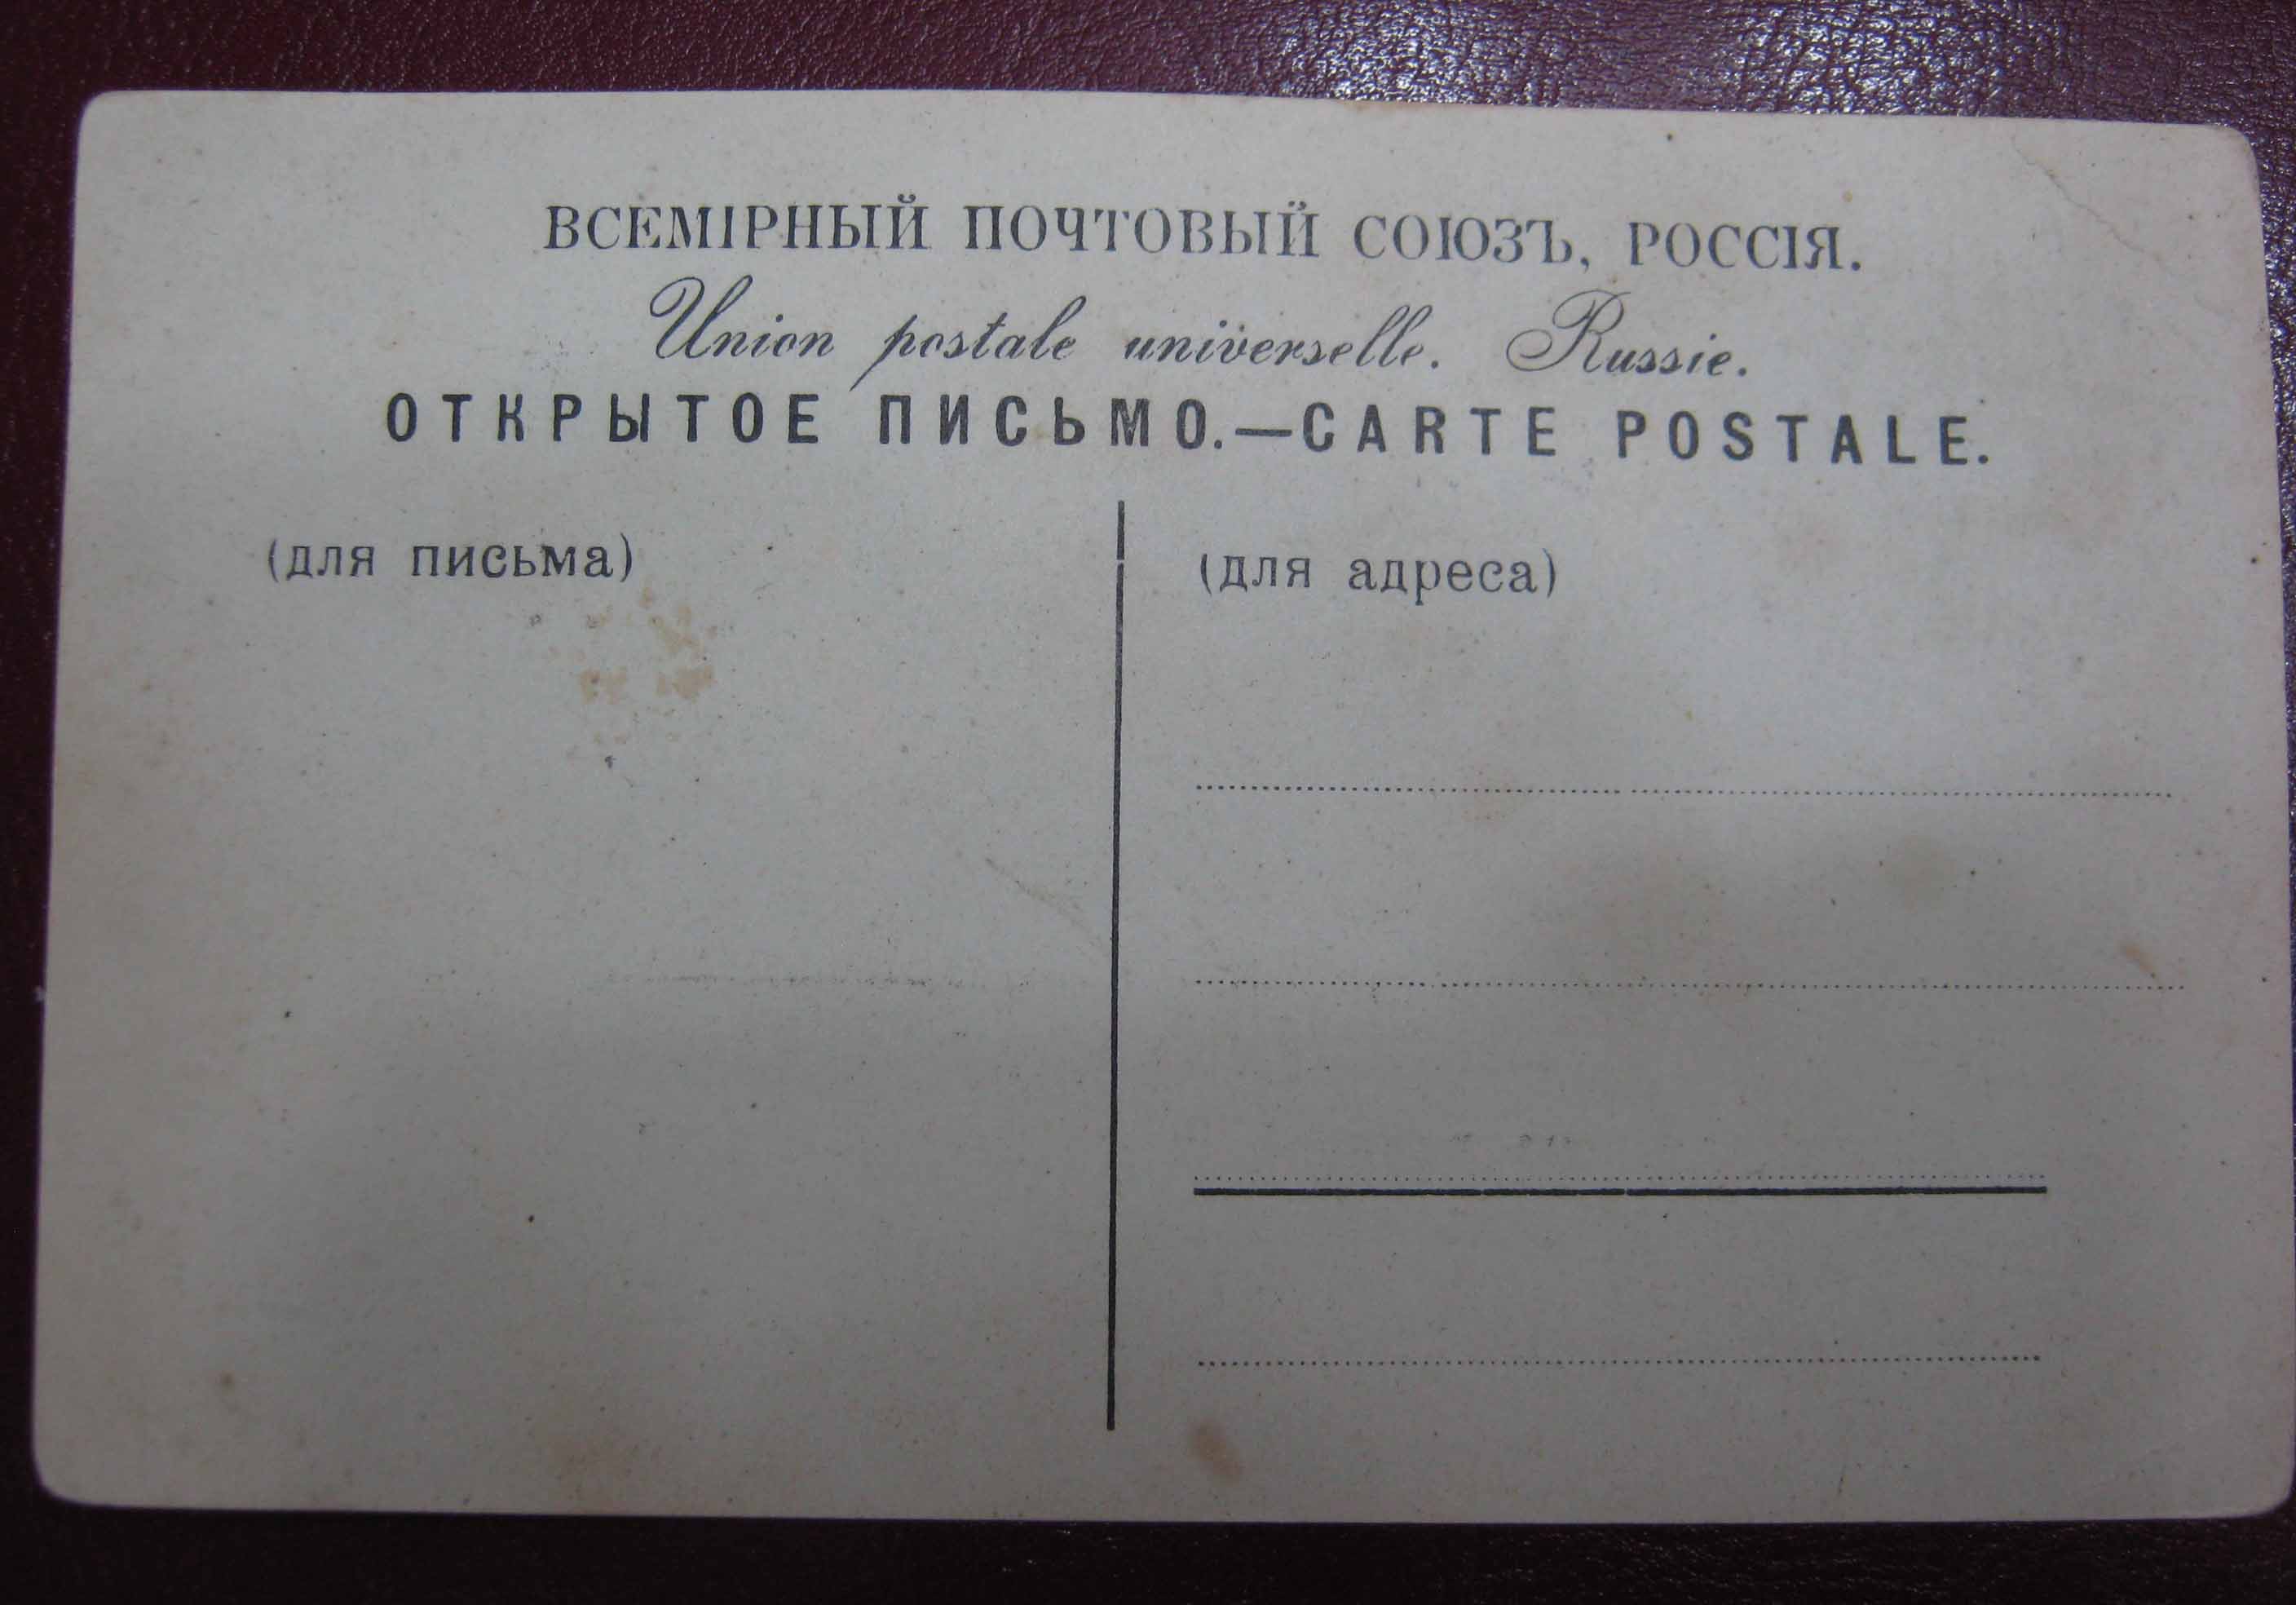 ВСЕМІРНЫЙ ПОЧТОВЫЙ СОЮЗЪ, РОССІЯ.
Union postale universelle. Russie.
ОТКРЫТОЕ ПИСЬМО.—CARTE POSTALE.
(для письма)
(для адреса)